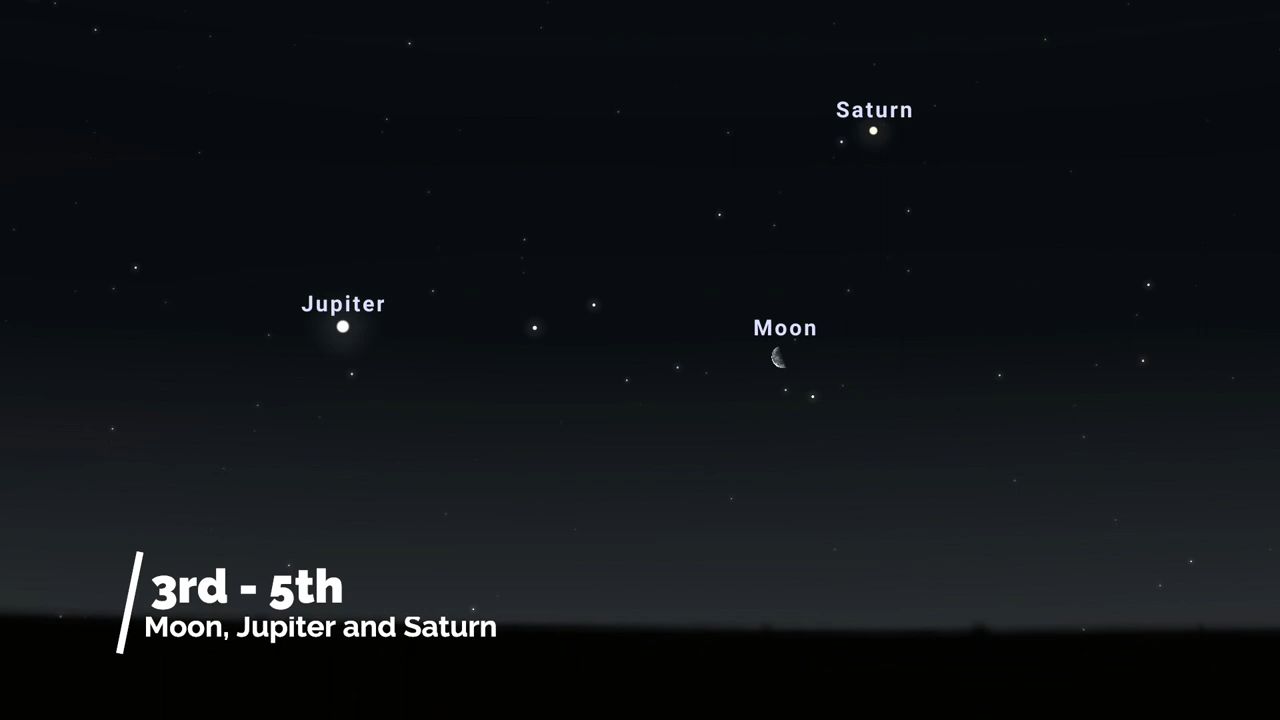 Saturn
Jupiter
Moon
3rd - 5th
Moon, Jupiter and Saturn